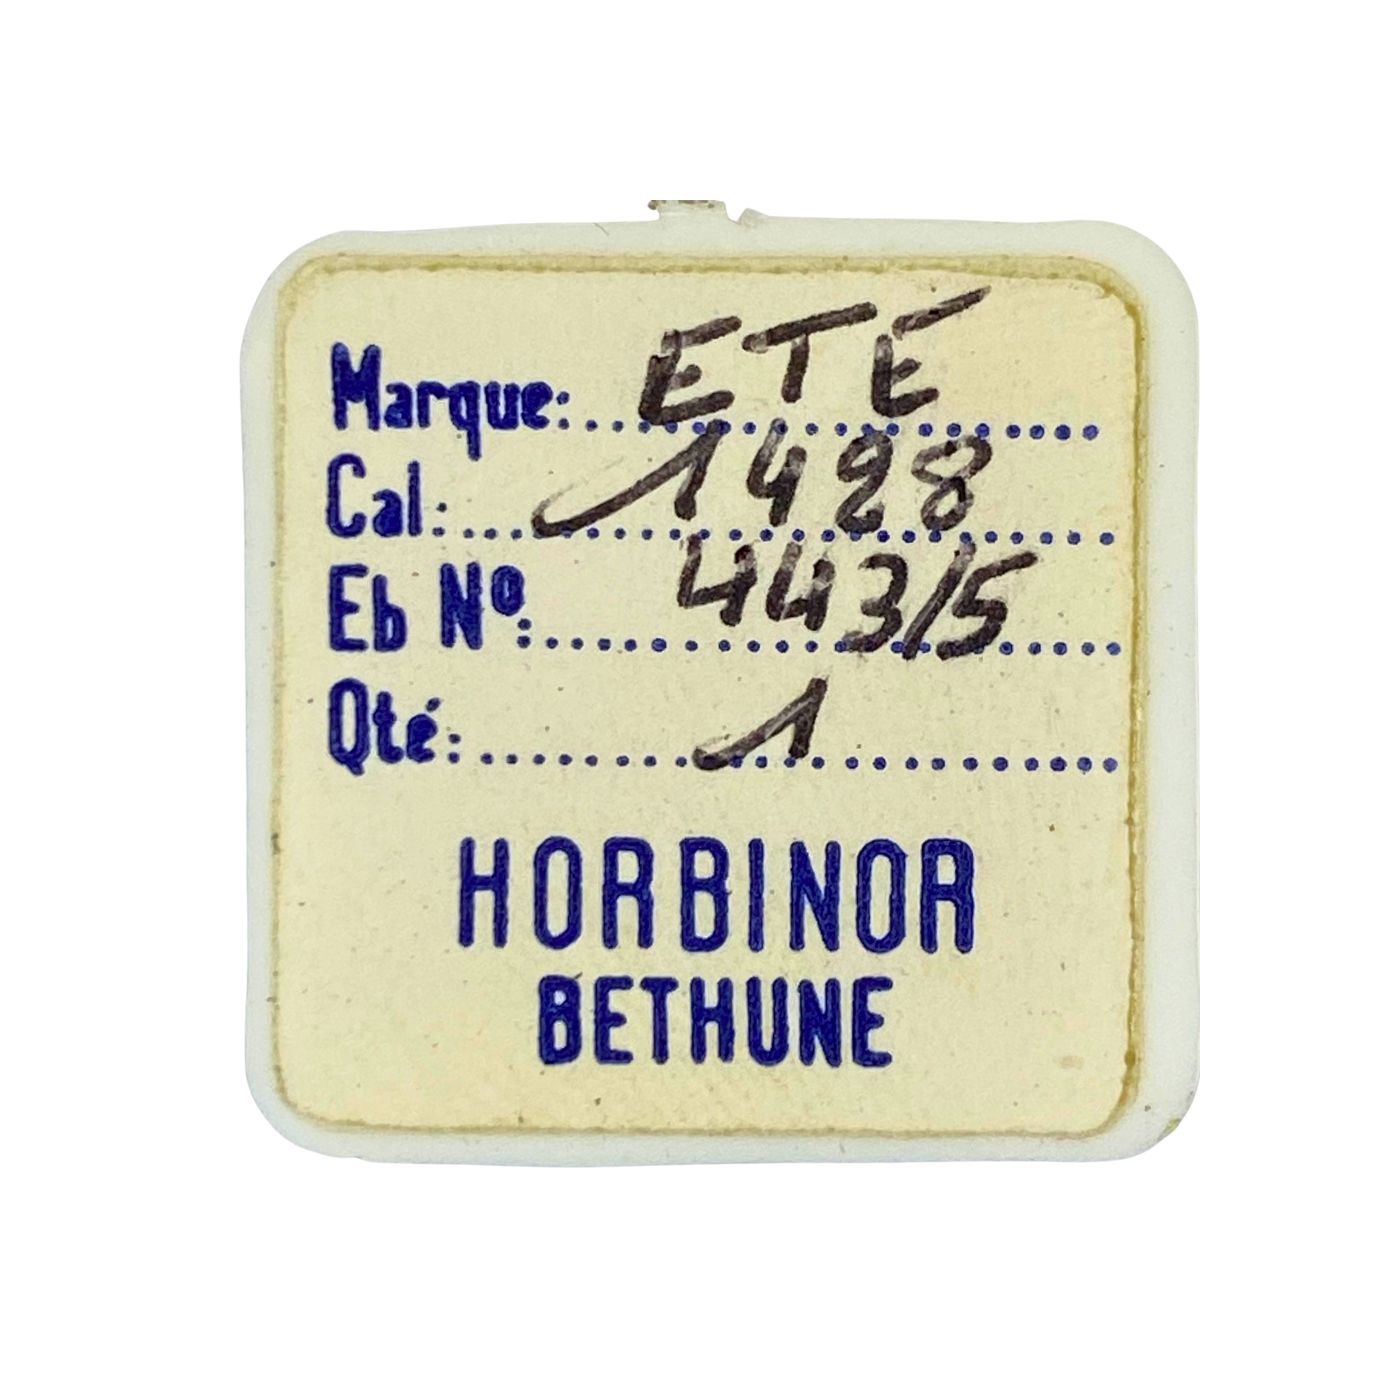 Marque: ETE
Cal: 1428
Eb Nº: 443/5
Qté: 1
HORBINOR
BETHUNE